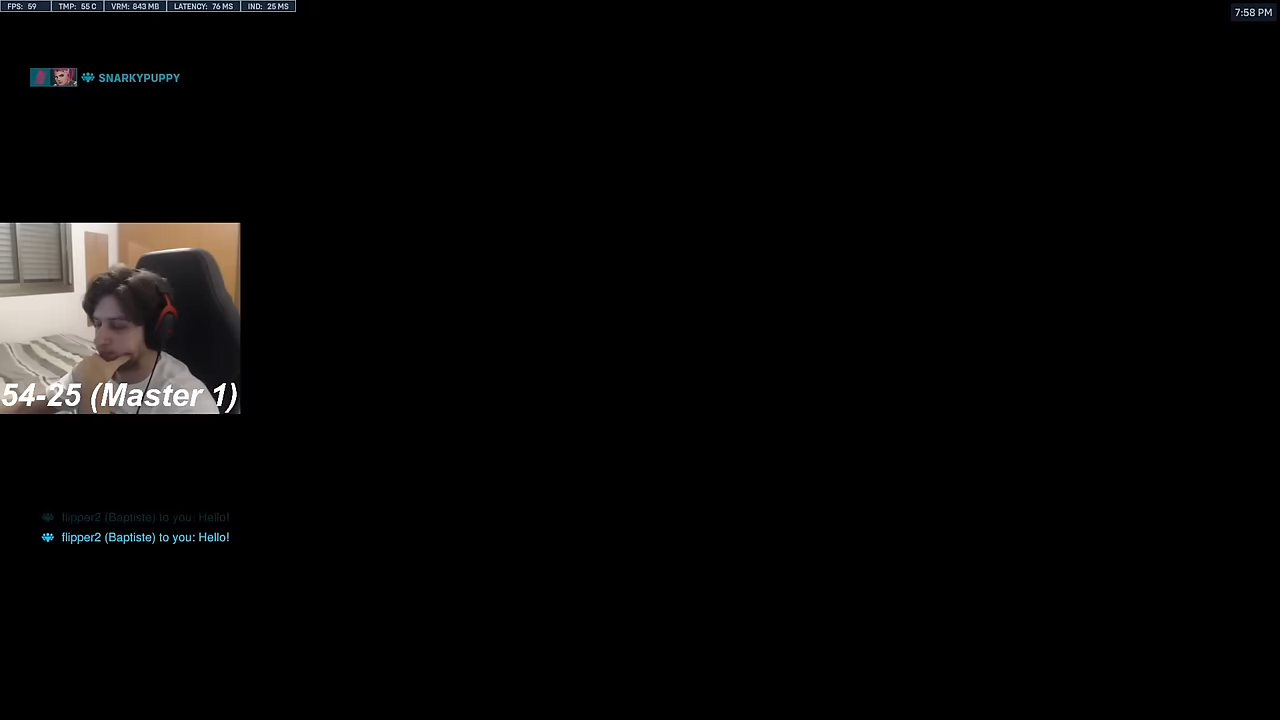 FPS: 59 TMP: 55 C VRM: 843 MB LATENCY: 76 MS IND: 25 MS
7:58 PM
SNARKYPUPPY
54-25 (Master 1)
flipper2 (Baptiste) to you: Hello!
flipper2 (Baptiste) to you: Hello!